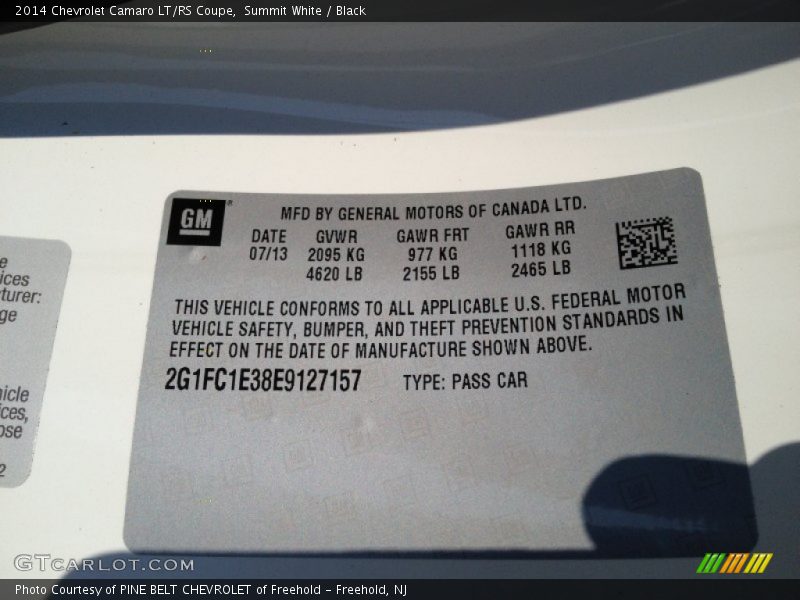 2014 Chevrolet Camaro LT/RS Coupe, Summit White / Black
GM®
MFD BY GENERAL MOTORS OF CANADA LTD.
DATE GVWR GAWR FRT GAWR RR
07/13 2095 KG 977 KG 1118 KG
4620 LB 2155 LB 2465 LB
THIS VEHICLE CONFORMS TO ALL APPLICABLE U.S. FEDERAL MOTOR
VEHICLE SAFETY, BUMPER, AND THEFT PREVENTION STANDARDS IN
EFFECT ON THE DATE OF MANUFACTURE SHOWN ABOVE.
2G1FC1E38E9127157 TYPE: PASS CAR
GTCARLOT.COM
Photo Courtesy of PINE BELT CHEVROLET of Freehold - Freehold, NJ